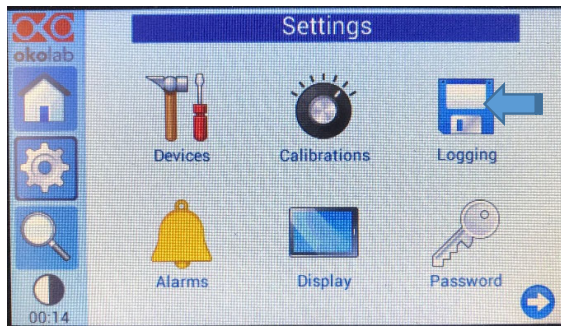 Settings
okolab
Devices
Calibrations
Logging
Alarms
Display
Password
00:14